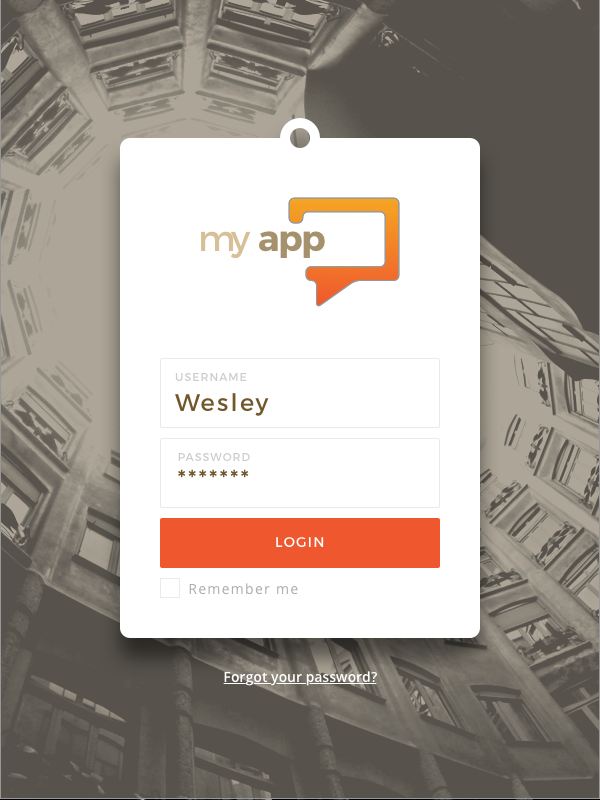 my app
USERNAME
Wesley
PASSWORD
*******
LOGIN
Remember me
Forgot your password?